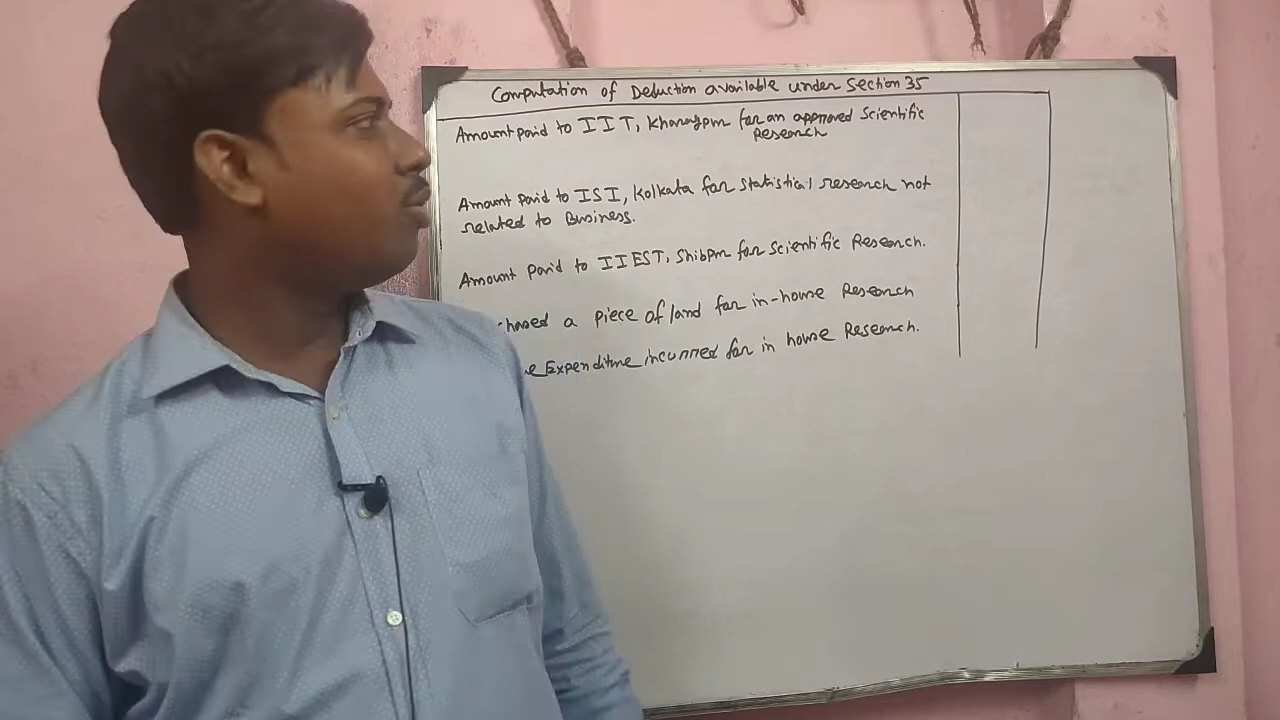 Computation of Deduction available under Section 35
Amount paid to IIT, Kharagpur for an approved Scientific
Research
Amount paid to ISI, Kolkata for statistical research not
related to Business.
Amount paid to IIEST, Shibpur for Scientific Research.
a piece of land for in-house Research
Expenditure incurred for in house Research.